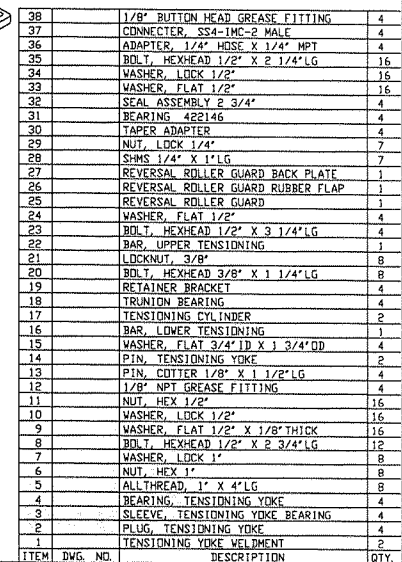 38 1/8" BUTTON HEAD GREASE FITTING 4
37 CONNECTER, SS4-IMC-2 MALE 4
36 ADAPTER, 1/4" HOSE X 1/4" MPT 4
35 BOLT, HEXHEAD 1/2" X 2 1/4"LG 16
34 WASHER, LOCK 1/2" 16
33 WASHER, FLAT 1/2" 16
32 SEAL ASSEMBLY 2 3/4" 4
31 BEARING 422146 4
30 TAPER ADAPTER 4
29 NUT, LOCK 1/4" 7
28 SHMS 1/4" X 1"LG 7
27 REVERSAL ROLLER GUARD BACK PLATE 1
26 REVERSAL ROLLER GUARD RUBBER FLAP 1
25 REVERSAL ROLLER GUARD 1
24 WASHER, FLAT 1/2" 4
23 BOLT, HEXHEAD 1/2" X 3 1/4"LG 4
22 BAR, UPPER TENSIONING 1
21 LOCKNUT, 3/8" 8
20 BOLT, HEXHEAD 3/8" X 1 1/4"LG 8
19 RETAINER BRACKET 4
18 TRUNION BEARING 4
17 TENSIONING CYLINDER 2
16 BAR, LOWER TENSIONING 1
15 WASHER, FLAT 3/4"ID X 1 3/4"OD 4
14 PIN, TENSIONING YOKE 2
13 PIN, COTTER 1/8" X 1 1/2"LG 4
12 1/8" NPT GREASE FITTING 4
11 NUT, HEX 1/2" 16
10 WASHER, LOCK 1/2" 16
9 WASHER, FLAT 1/2" X 1/8"THICK 16
8 BOLT, HEXHEAD 1/2" X 2 3/4"LG 12
7 WASHER, LOCK 1" 8
6 NUT, HEX 1" 8
5 ALLTHREAD, 1" X 4"LG 8
4 BEARING, TENSIONING YOKE 4
3 SLEEVE, TENSIONING YOKE BEARING 4
2 PLUG, TENSIONING YOKE 4
1 TENSIONING YOKE WELDMENT 2
ITEM DWG. NO. DESCRIPTION QTY.